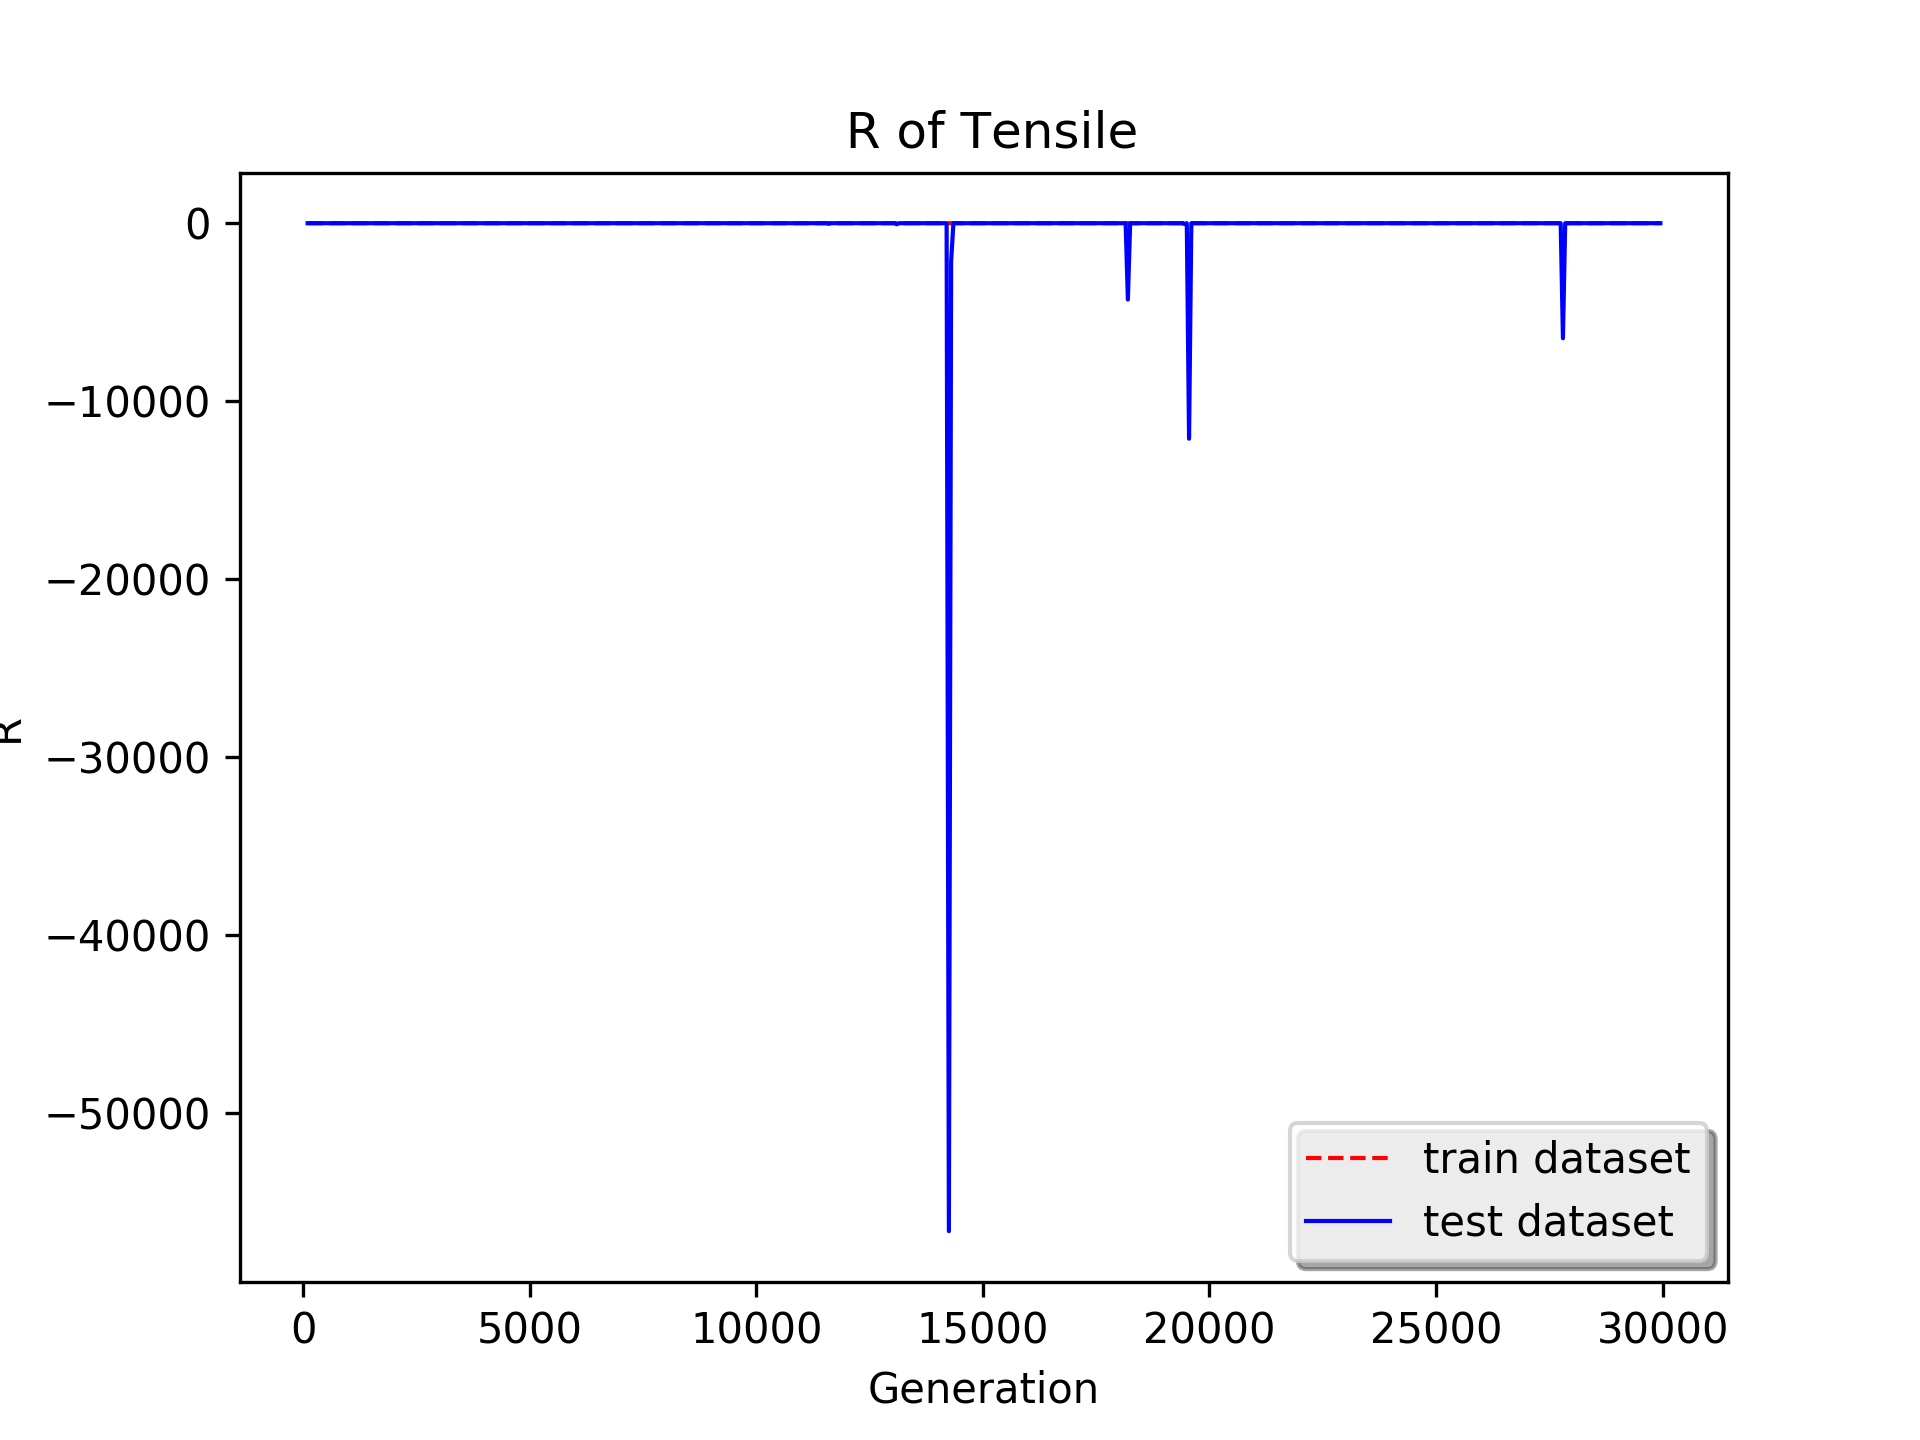 R of Tensile
0
−10000
−20000
−30000
−40000
−50000
R
train dataset
test dataset
0 5000 10000 15000 20000 25000 30000
Generation